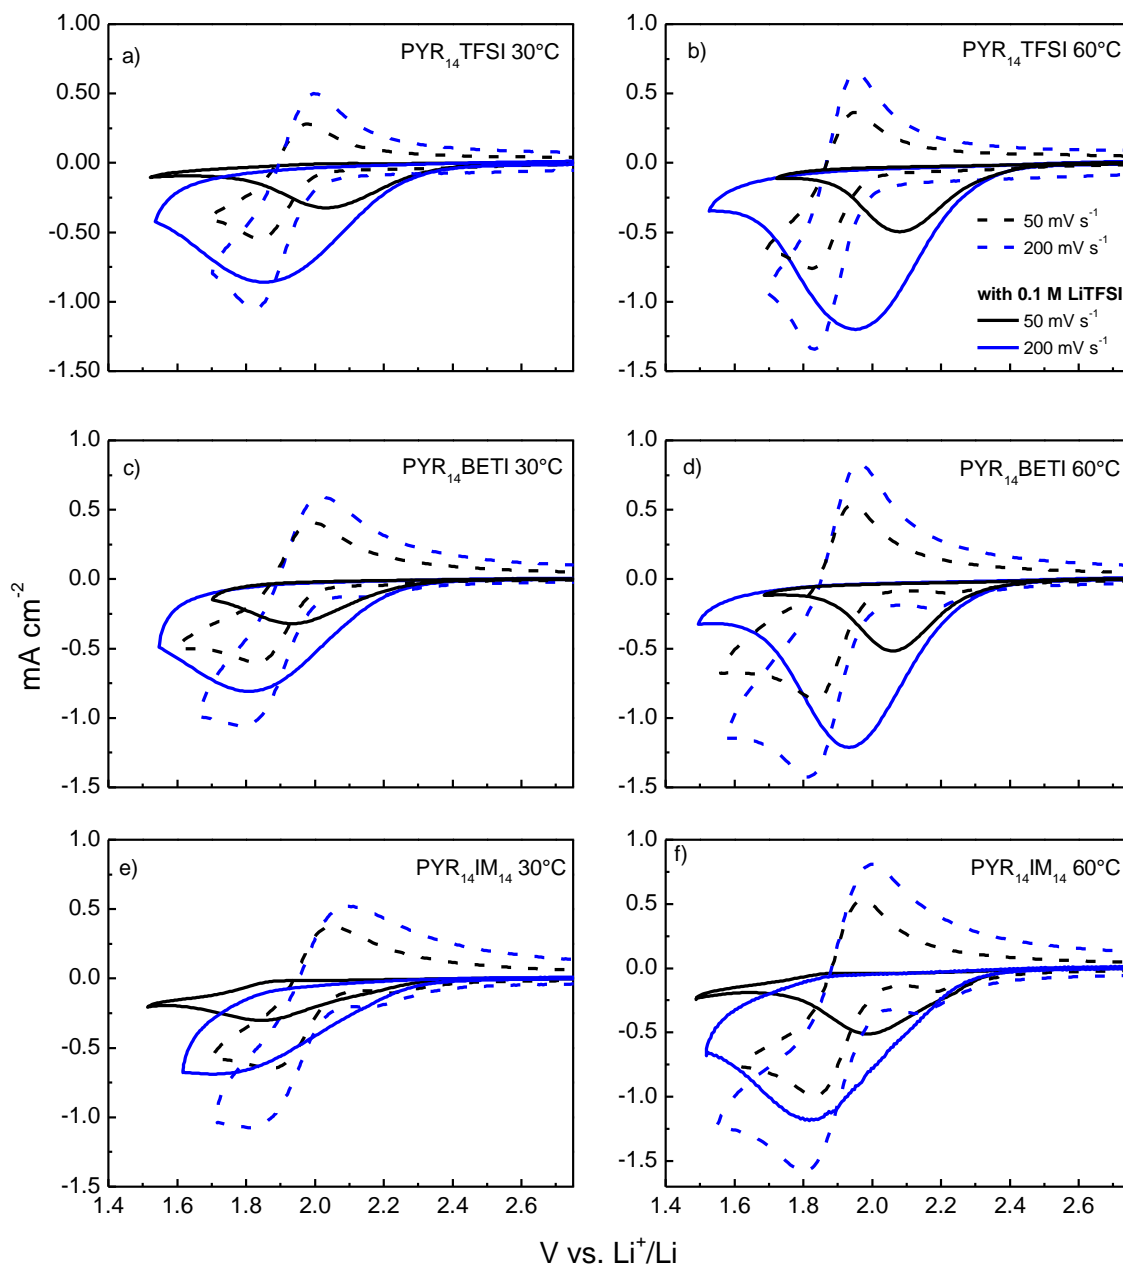 a)
PYR₁₄TFSI 30°C
1.00
0.50
0.00
-0.50
-1.00
-1.50
b)
PYR₁₄TFSI 60°C
1.0
0.5
0.0
-0.5
-1.0
-1.5
50 mV s⁻¹
200 mV s⁻¹
with 0.1 M LiTFSI
50 mV s⁻¹
200 mV s⁻¹
c)
PYR₁₄BETI 30°C
1.0
0.5
0.0
-0.5
-1.0
-1.5
d)
PYR₁₄BETI 60°C
1.0
0.5
0.0
-0.5
-1.0
-1.5
mA cm⁻²
e)
PYR₁₄IM₁₄ 30°C
1.0
0.5
0.0
-0.5
-1.0
-1.5
1.4 1.6 1.8 2.0 2.2 2.4 2.6
f)
PYR₁₄IM₁₄ 60°C
1.0
0.5
0.0
-0.5
-1.0
-1.5
1.4 1.6 1.8 2.0 2.2 2.4 2.6
V vs. Li⁺/Li